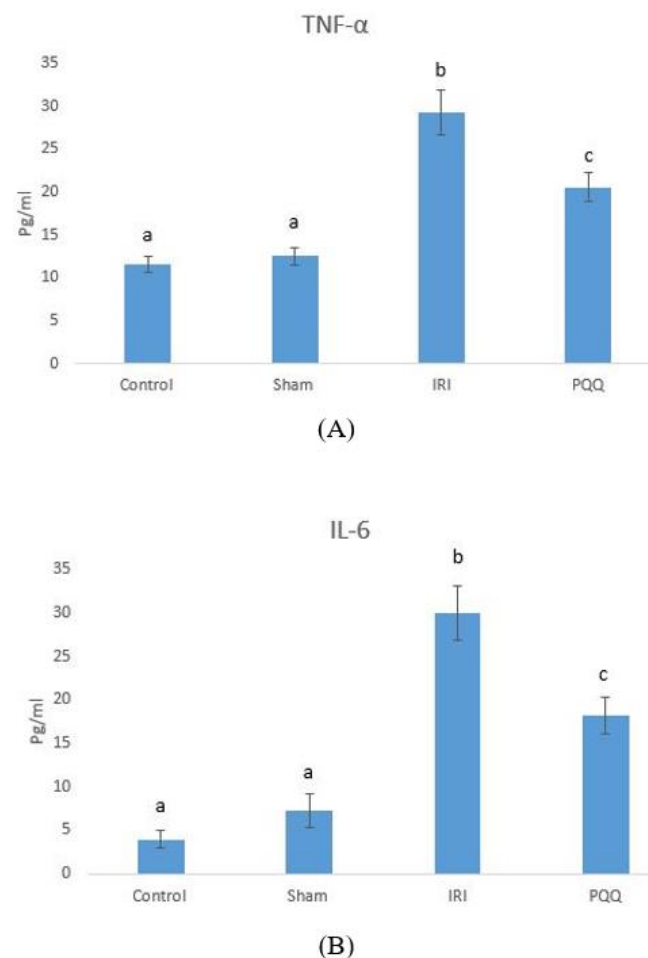 TNF-α
35
30
25
20
15
10
5
0
Pg/ml
a
a
b
c
Control Sham IRI PQQ
(A)
IL-6
35
30
25
20
15
10
5
0
Pg/ml
a
a
b
c
Control Sham IRI PQQ
(B)